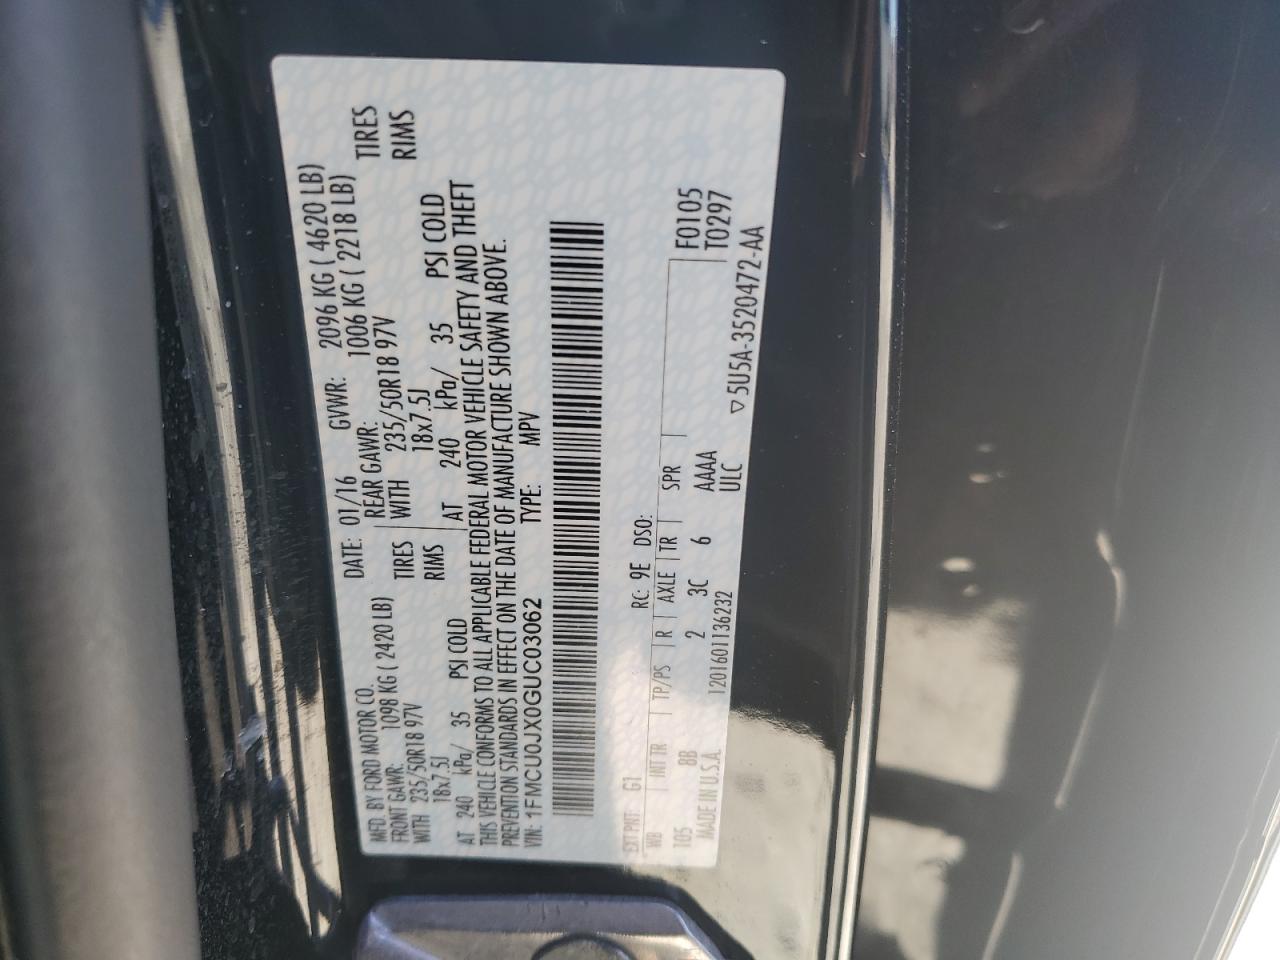 MFD. BY FORD MOTOR CO.
DATE: 01/16 GVWR: 2096 KG ( 4620 LB)
FRONT GAWR: 1098 KG ( 2420 LB) REAR GAWR: 1006 KG ( 2218 LB)
WITH 235/50R18 97V TIRES WITH 235/50R18 97V TIRES
18x7.5J RIMS 18x7.5J RIMS
AT 240 kPa/ 35 PSI COLD AT 240 kPa/ 35 PSI COLD
THIS VEHICLE CONFORMS TO ALL APPLICABLE FEDERAL MOTOR VEHICLE SAFETY AND THEFT
PREVENTION STANDARDS IN EFFECT ON THE DATE OF MANUFACTURE SHOWN ABOVE.
VIN: 1FMCU0JX0GUC03062 TYPE: MPV
EXT PNT: G1 RC: 9E DSO:
WB INT TR TP/PS R AXLE TR SPR F0105
105 8B 2 3C 6 AAAA T0297
MADE IN U.S.A. 1201601136232 ULC
▽5U5A-3520472-AA